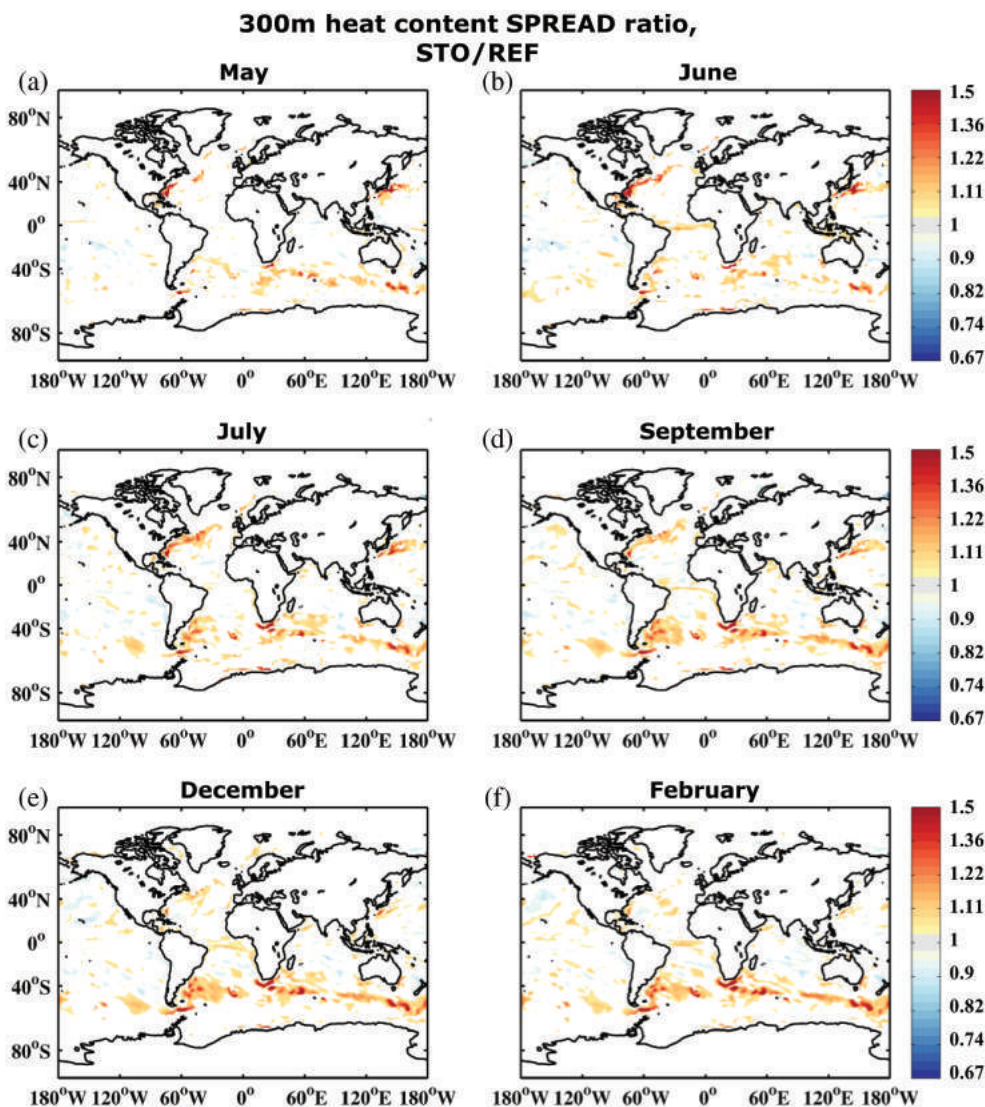 300m heat content SPREAD ratio,
STO/REF
(a) May
(b) June
80°N
40°N
0°
40°S
80°S
180°W 120°W 60°W 0° 60°E 120°E 180°W
180°W 120°W 60°W 0° 60°E 120°E 180°W
1.5
1.36
1.22
1.11
1
0.9
0.82
0.74
0.67
(c) July
(d) September
80°N
40°N
0°
40°S
80°S
180°W 120°W 60°W 0° 60°E 120°E 180°W
180°W 120°W 60°W 0° 60°E 120°E 180°W
1.5
1.36
1.22
1.11
1
0.9
0.82
0.74
0.67
(e) December
(f) February
80°N
40°N
0°
40°S
80°S
180°W 120°W 60°W 0° 60°E 120°E 180°W
180°W 120°W 60°W 0° 60°E 120°E 180°W
1.5
1.36
1.22
1.11
1
0.9
0.82
0.74
0.67